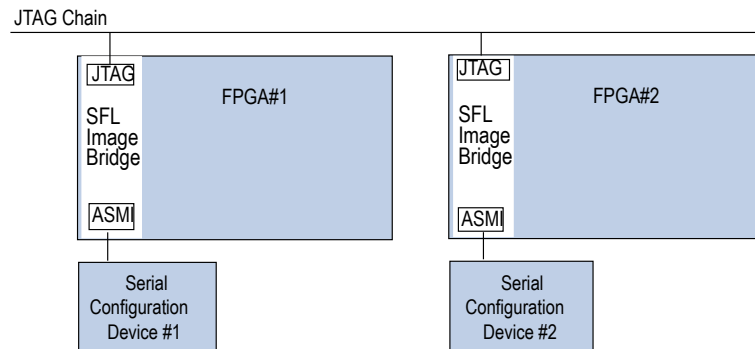 JTAG Chain
JTAG
FPGA#1
SFL
Image
Bridge
ASMI
Serial
Configuration
Device #1
JTAG
FPGA#2
SFL
Image
Bridge
ASMI
Serial
Configuration
Device #2